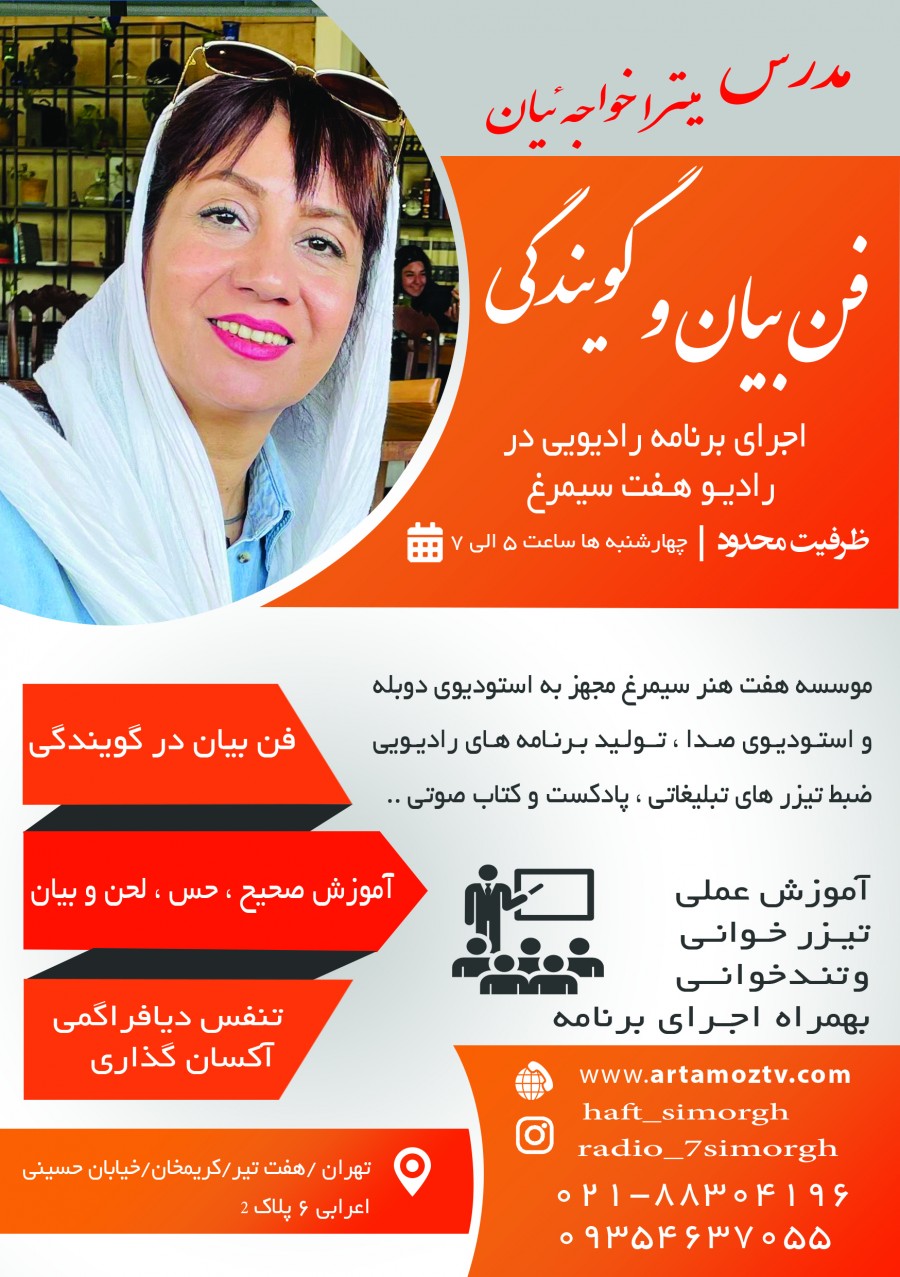 مدرس میترا خواجه ئیان
فن بیان و گویندگی
اجرای برنامه رادیویی در
رادیو هفت سیمرغ
ظرفیت محدود | چهارشنبه ها ساعت ۵ الی ۷
موسسه هفت هنر سیمرغ مجهز به استودیوی دوبله
و استودیوی صدا ، تولید برنامه های رادیویی
ضبط تیزر های تبلیغاتی ، پادکست و کتاب صوتی ..
فن بیان در گویندگی
آموزش صحیح ، حس ، لحن و بیان
تنفس دیافراگمی
آکسان گذاری
آموزش عملی
تیزر خوانی
وتندخوانی
بهمراه اجرای برنامه
www.artamoztv.com
haft_simorgh
radio_7simorgh
۰۲۱-۸۸۳۰۴۱۹۶
۰۹۳۵۴۶۳۷۰۵۵
تهران /هفت تیر/کریمخان/خیابان حسینی
اعرابی ۶ پلاک 2